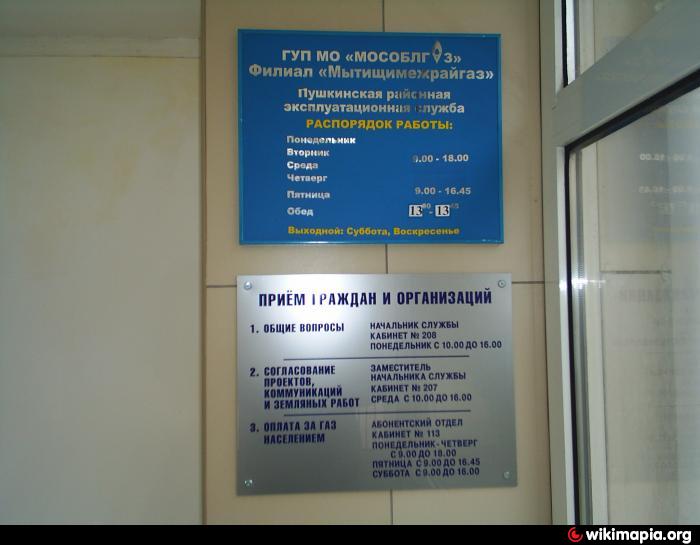 ГУП МО «МОСОБЛГАЗ»
Филиал «Мытищимежрайгаз»
Пушкинская районная
эксплуатационная служба
РАСПОРЯДОК РАБОТЫ:
Понедельник
Вторник 9.00 - 18.00
Среда
Четверг
Пятница 9.00 - 16.45
Обед 13 - 13 45
Выходной: Суббота, Воскресенье
ПРИЁМ ГРАЖДАН И ОРГАНИЗАЦИЙ
1. ОБЩИЕ ВОПРОСЫ НАЧАЛЬНИК СЛУЖБЫ
КАБИНЕТ № 208
ПОНЕДЕЛЬНИК С 10.00 ДО 16.00
2. СОГЛАСОВАНИЕ ЗАМЕСТИТЕЛЬ
ПРОЕКТОВ, НАЧАЛЬНИКА СЛУЖБЫ
КОММУНИКАЦИЙ КАБИНЕТ № 207
И ЗЕМЛЯНЫХ РАБОТ СРЕДА С 10.00 ДО 16.00
3. ОПЛАТА ЗА ГАЗ АБОНЕНТСКИЙ ОТДЕЛ
НАСЕЛЕНИЕМ КАБИНЕТ № 113
ПОНЕДЕЛЬНИК-ЧЕТВЕРГ
С 9.00 ДО 18.00
ПЯТНИЦА С 9.00 ДО 16.45
СУББОТА С 9.00 ДО 16.00
wikimapia.org